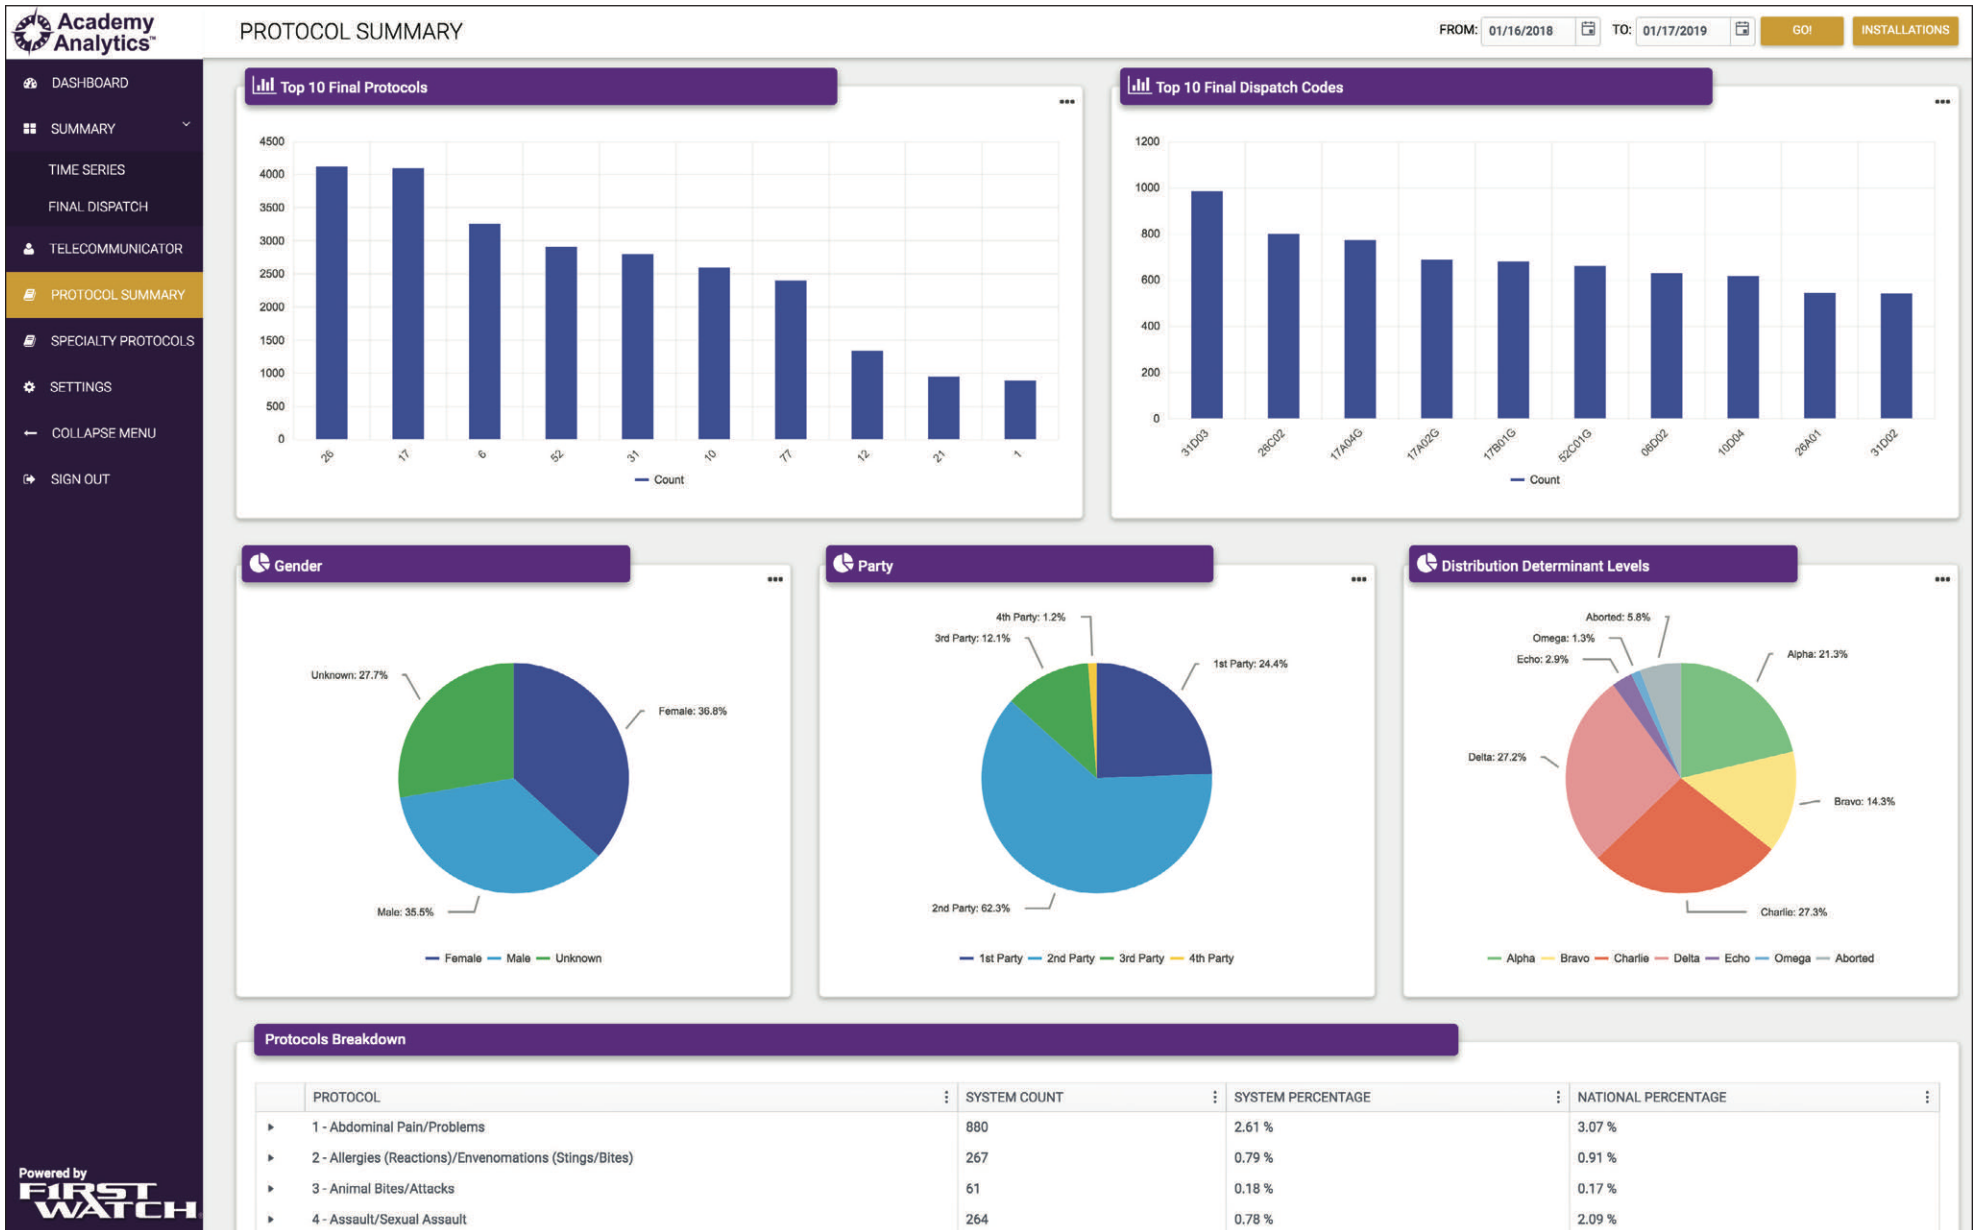 Academy
Analytics™
PROTOCOL SUMMARY
FROM: 01/16/2018 TO: 01/17/2019 GO! INSTALLATIONS
DASHBOARD
SUMMARY
TIME SERIES
FINAL DISPATCH
TELECOMMUNICATOR
PROTOCOL SUMMARY
SPECIALTY PROTOCOLS
SETTINGS
COLLAPSE MENU
SIGN OUT
Powered by
FIRST
WATCH
Top 10 Final Protocols
4500
4000
3500
3000
2500
2000
1500
1000
500
0
26 17 6 52 31 10 77 12 21 1
Count
Top 10 Final Dispatch Codes
1200
1000
800
600
400
200
0
31D03 26C02 17A04G 17A02G 17B01G 52C01G 06D02 10D04 26A01 31D02
Count
Gender
Unknown: 27.7%
Female: 36.8%
Male: 35.5%
Female Male Unknown
Party
4th Party: 1.2%
3rd Party: 12.1%
1st Party: 24.4%
2nd Party: 62.3%
1st Party 2nd Party 3rd Party 4th Party
Distribution Determinant Levels
Aborted: 5.8%
Omega: 1.3%
Echo: 2.9%
Alpha: 21.3%
Delta: 27.2%
Bravo: 14.3%
Charlie: 27.3%
Alpha Bravo Charlie Delta Echo Omega Aborted
Protocols Breakdown
PROTOCOL SYSTEM COUNT SYSTEM PERCENTAGE NATIONAL PERCENTAGE
1 - Abdominal Pain/Problems 880 2.61 % 3.07 %
2 - Allergies (Reactions)/Envenomations (Stings/Bites) 267 0.79 % 0.91 %
3 - Animal Bites/Attacks 61 0.18 % 0.17 %
4 - Assault/Sexual Assault 264 0.78 % 2.09 %